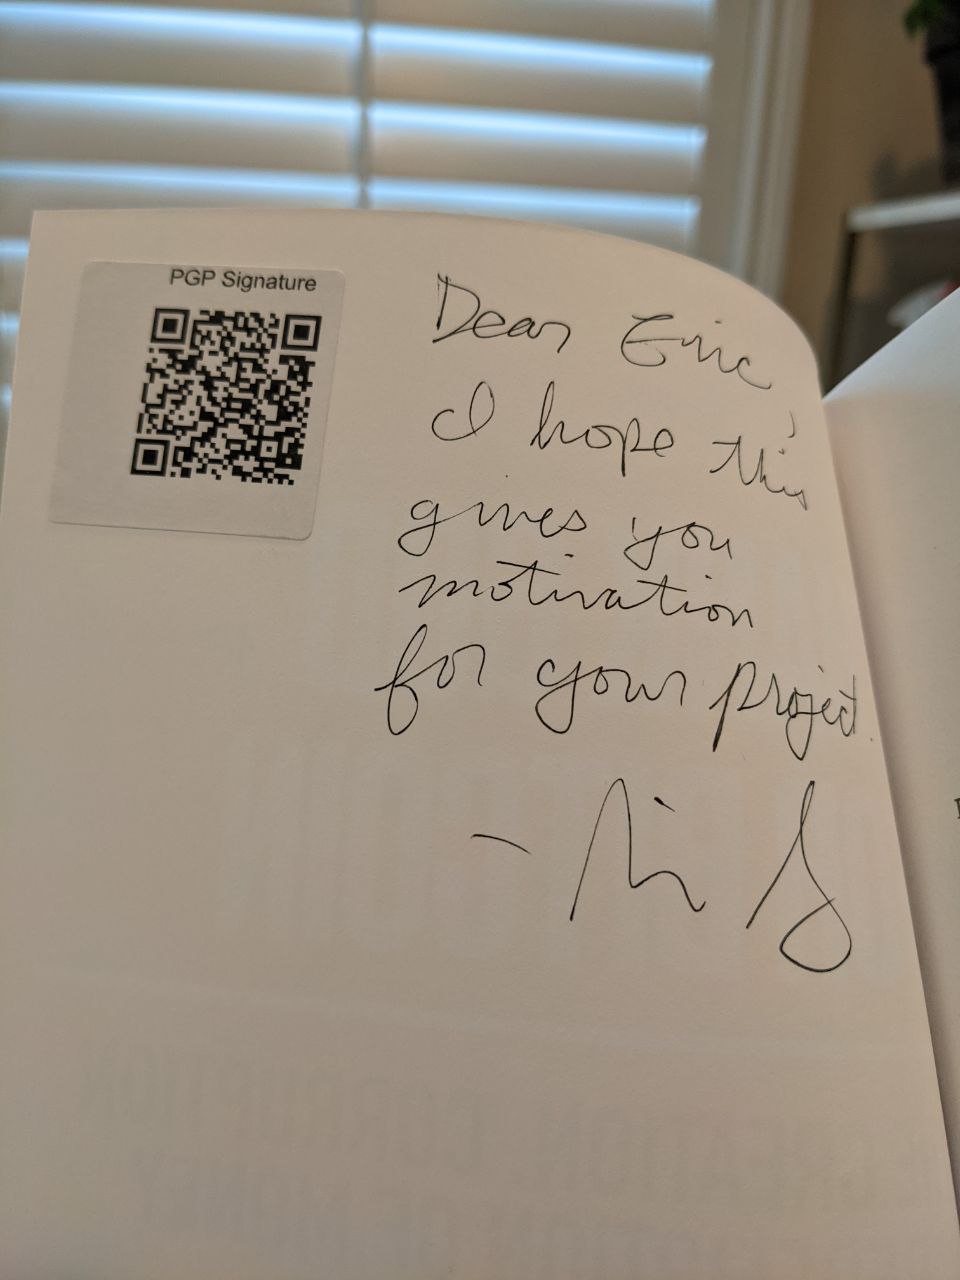 PGP Signature
Dear Eric,
I hope this
gives you
motivation
for your project.